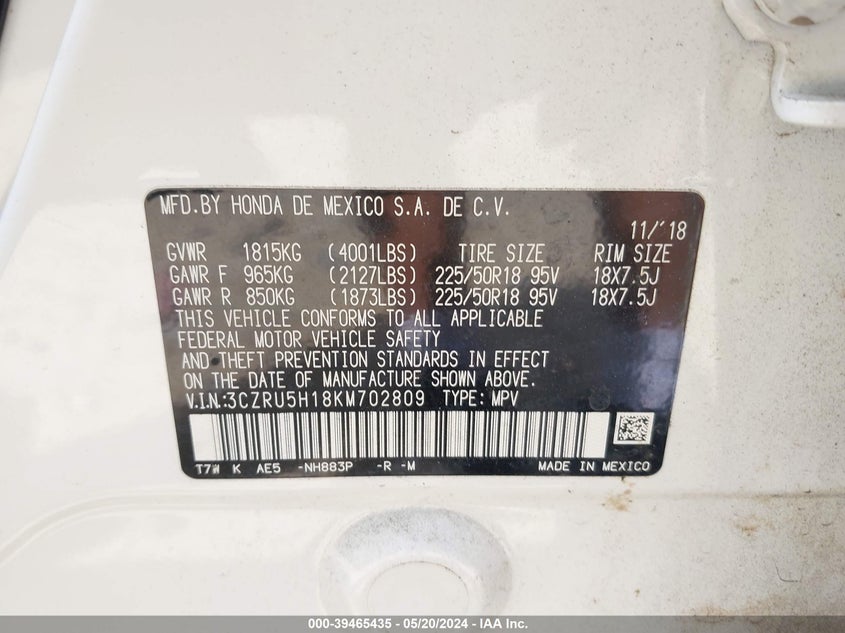 MFD.BY HONDA DE MEXICO S.A. DE C.V.
11/'18
GVWR 1815KG (4001LBS) TIRE SIZE RIM SIZE
GAWR F 965KG (2127LBS) 225/50R18 95V 18X7.5J
GAWR R 850KG (1873LBS) 225/50R18 95V 18X7.5J
THIS VEHICLE CONFORMS TO ALL APPLICABLE
FEDERAL MOTOR VEHICLE SAFETY
AND THEFT PREVENTION STANDARDS IN EFFECT
ON THE DATE OF MANUFACTURE SHOWN ABOVE.
V.I.N.:3CZRU5H18KM702809 TYPE: MPV
T7W K AE5 -NH883P -R -M MADE IN MEXICO
000-39465435 - 05/20/2024 - IAA Inc.